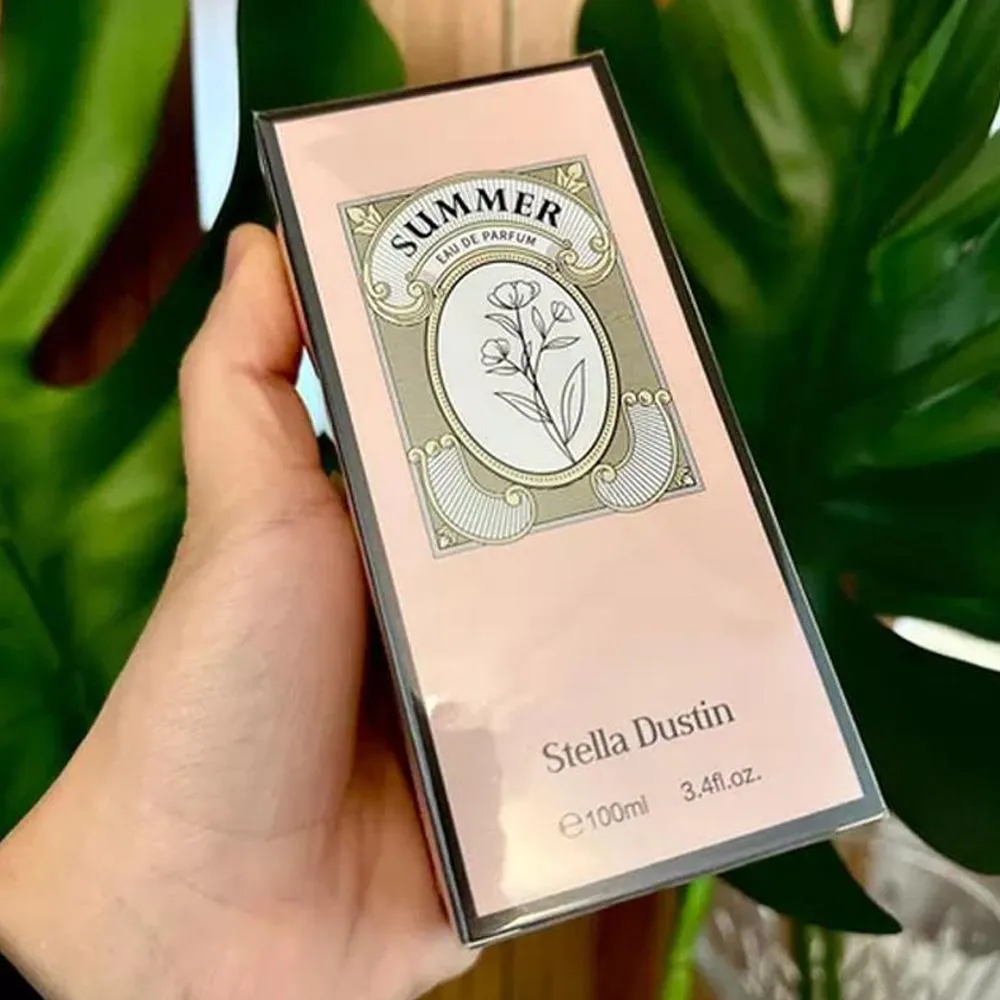 SUMMER
EAU DE PARFUM
Stella Dustin
℮100ml 3.4fl.oz.